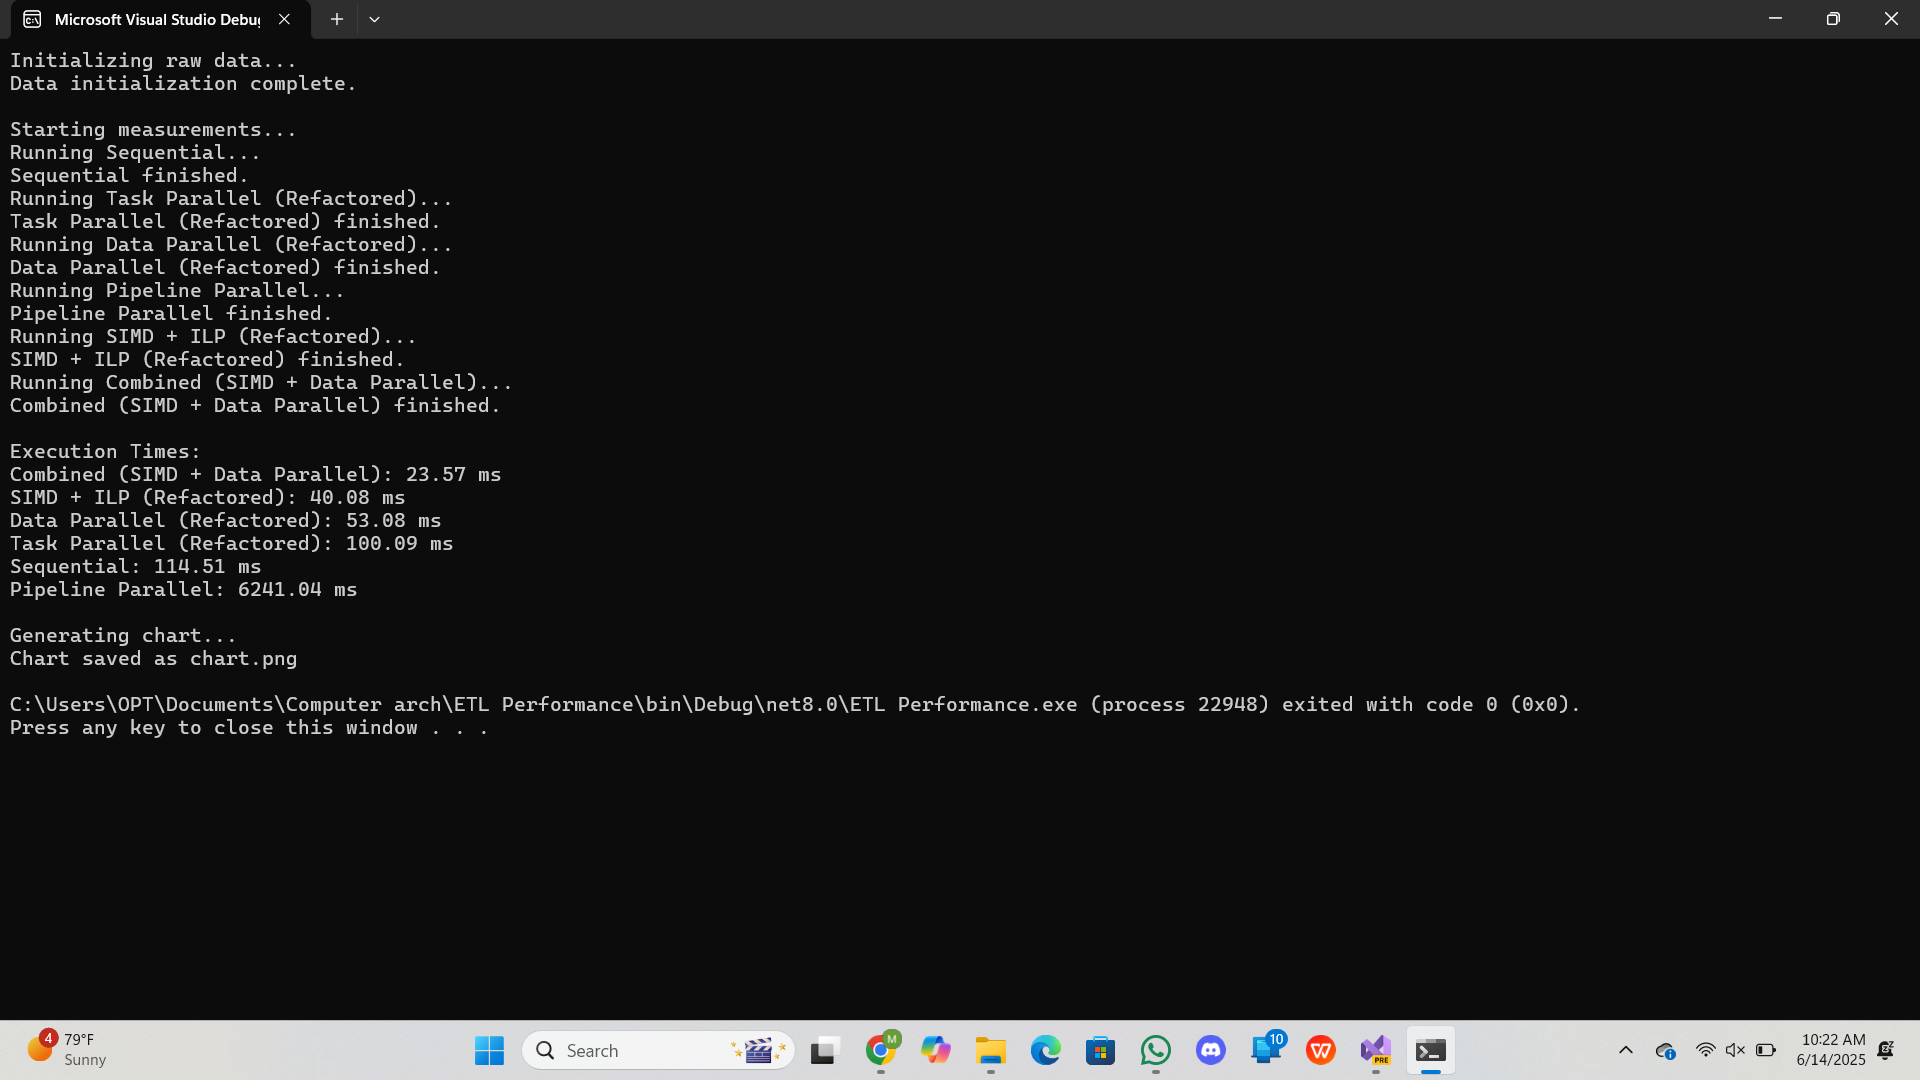 Microsoft Visual Studio Debug
Initializing raw data...
Data initialization complete.
Starting measurements...
Running Sequential...
Sequential finished.
Running Task Parallel (Refactored)...
Task Parallel (Refactored) finished.
Running Data Parallel (Refactored)...
Data Parallel (Refactored) finished.
Running Pipeline Parallel...
Pipeline Parallel finished.
Running SIMD + ILP (Refactored)...
SIMD + ILP (Refactored) finished.
Running Combined (SIMD + Data Parallel)...
Combined (SIMD + Data Parallel) finished.
Execution Times:
Combined (SIMD + Data Parallel): 23.57 ms
SIMD + ILP (Refactored): 40.08 ms
Data Parallel (Refactored): 53.08 ms
Task Parallel (Refactored): 100.09 ms
Sequential: 114.51 ms
Pipeline Parallel: 6241.04 ms
Generating chart...
Chart saved as chart.png
C:\Users\OPT\Documents\Computer arch\ETL Performance\bin\Debug\net8.0\ETL Performance.exe (process 22948) exited with code 0 (0x0).
Press any key to close this window . . .
4 79°F
Sunny
Search
M
10
PRE
10:22 AM
6/14/2025